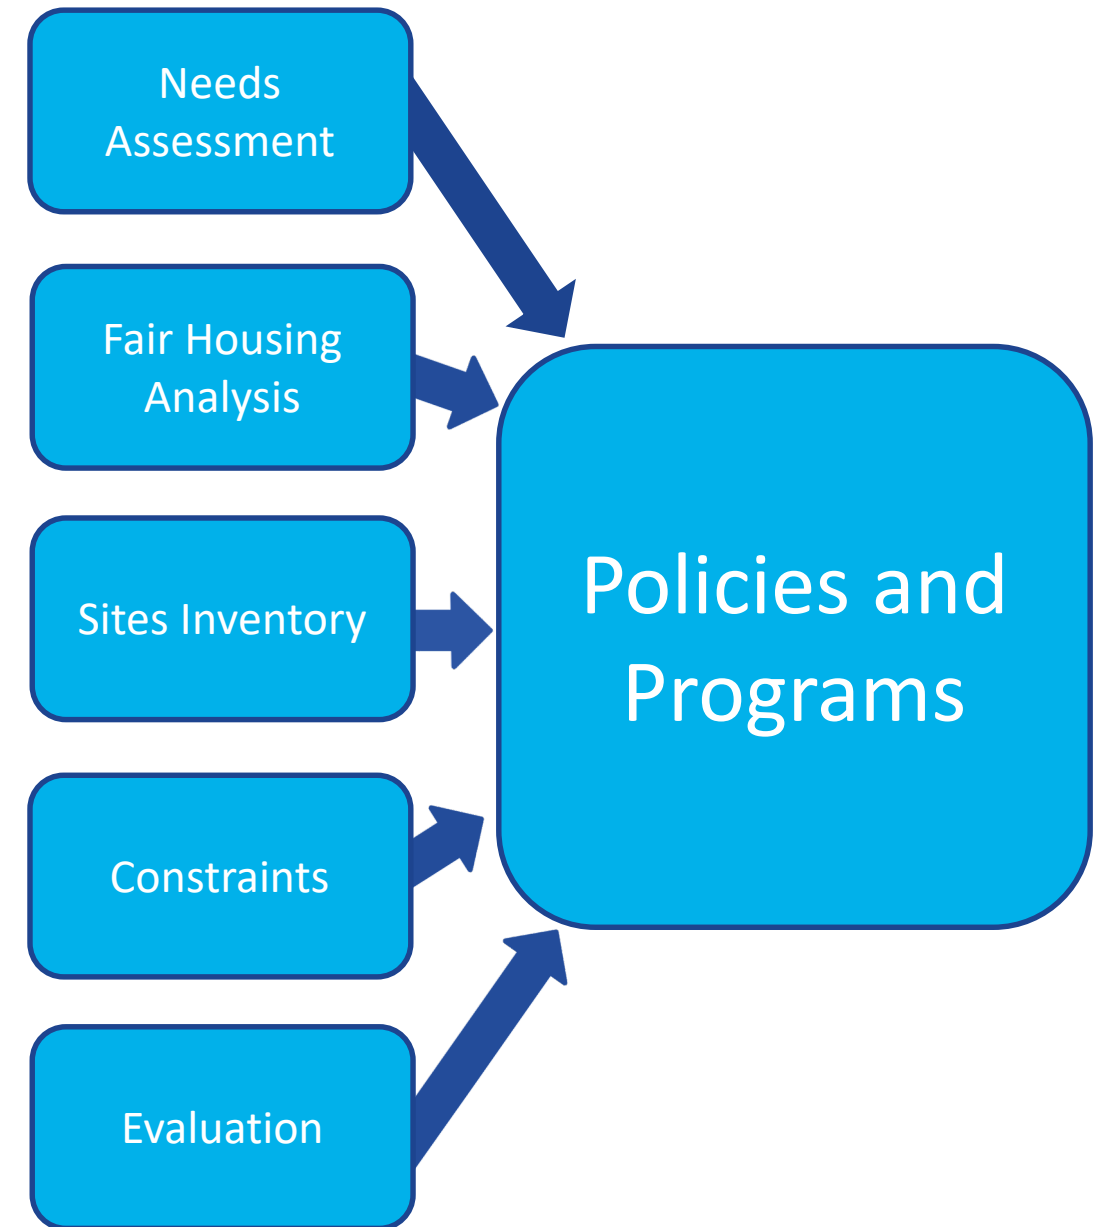 Needs
Assessment
Fair Housing
Analysis
Sites Inventory
Constraints
Evaluation
Policies and
Programs